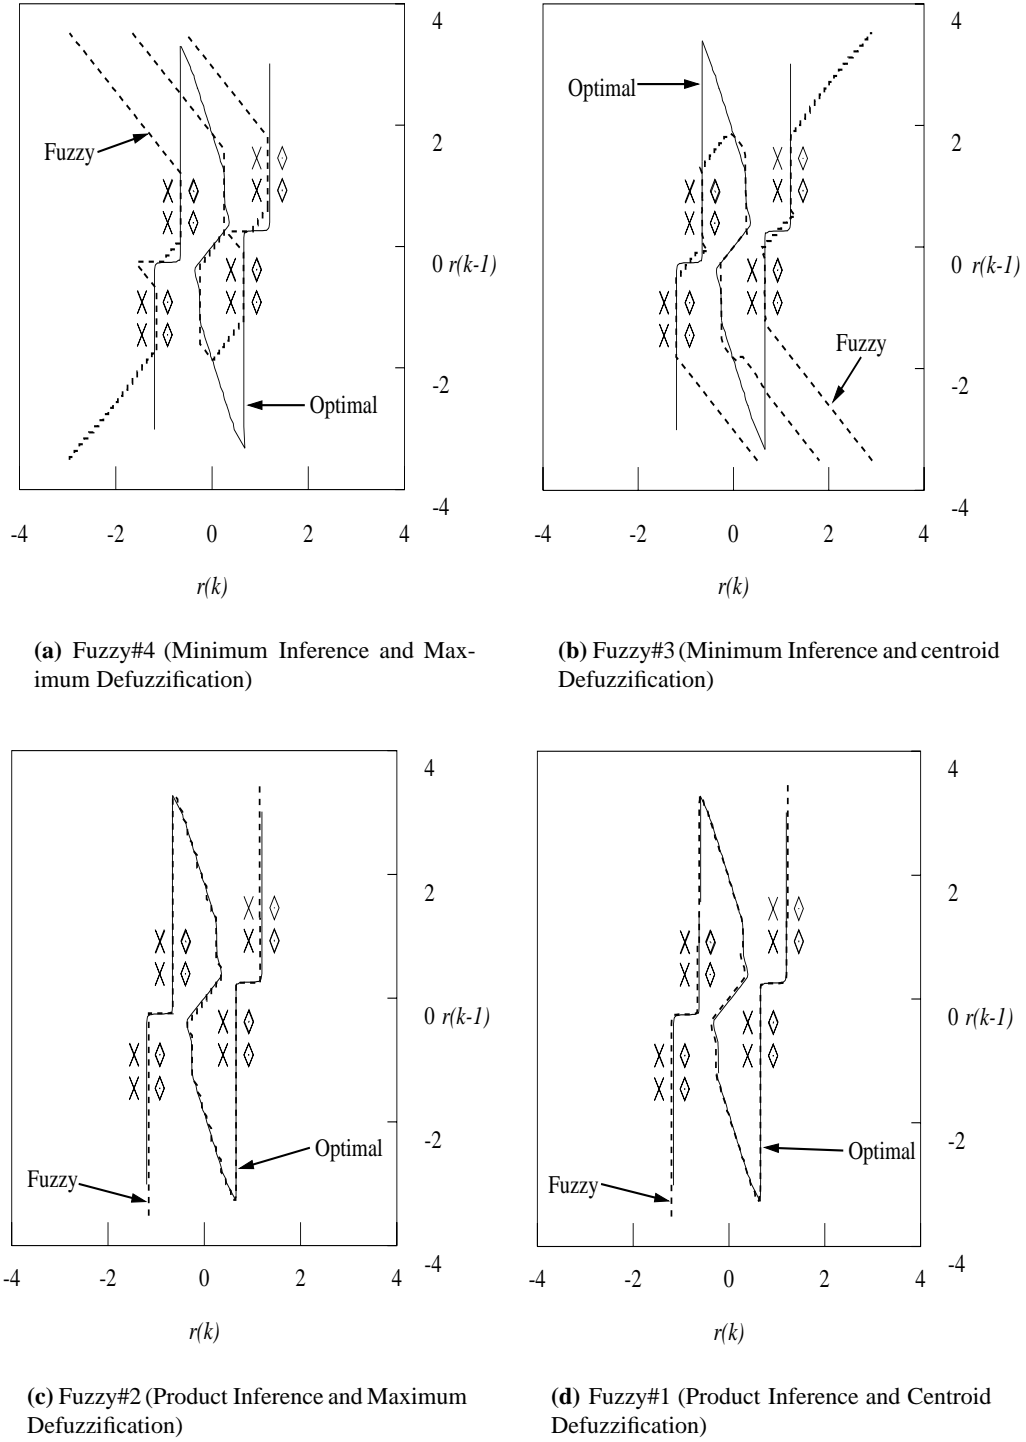 4
2
0 r(k-1)
-2
-4
Fuzzy
Optimal
-4 -2 0 2 4
r(k)
4
2
0 r(k-1)
-2
-4
Optimal
Fuzzy
-4 -2 0 2 4
r(k)
(a) Fuzzy#4 (Minimum Inference and Max-
imum Defuzzification)
(b) Fuzzy#3 (Minimum Inference and centroid
Defuzzification)
4
2
0 r(k-1)
-2
-4
Optimal
Fuzzy
-4 -2 0 2 4
r(k)
4
2
0 r(k-1)
-2
-4
Optimal
Fuzzy
-4 -2 0 2 4
r(k)
(c) Fuzzy#2 (Product Inference and Maximum
Defuzzification)
(d) Fuzzy#1 (Product Inference and Centroid
Defuzzification)